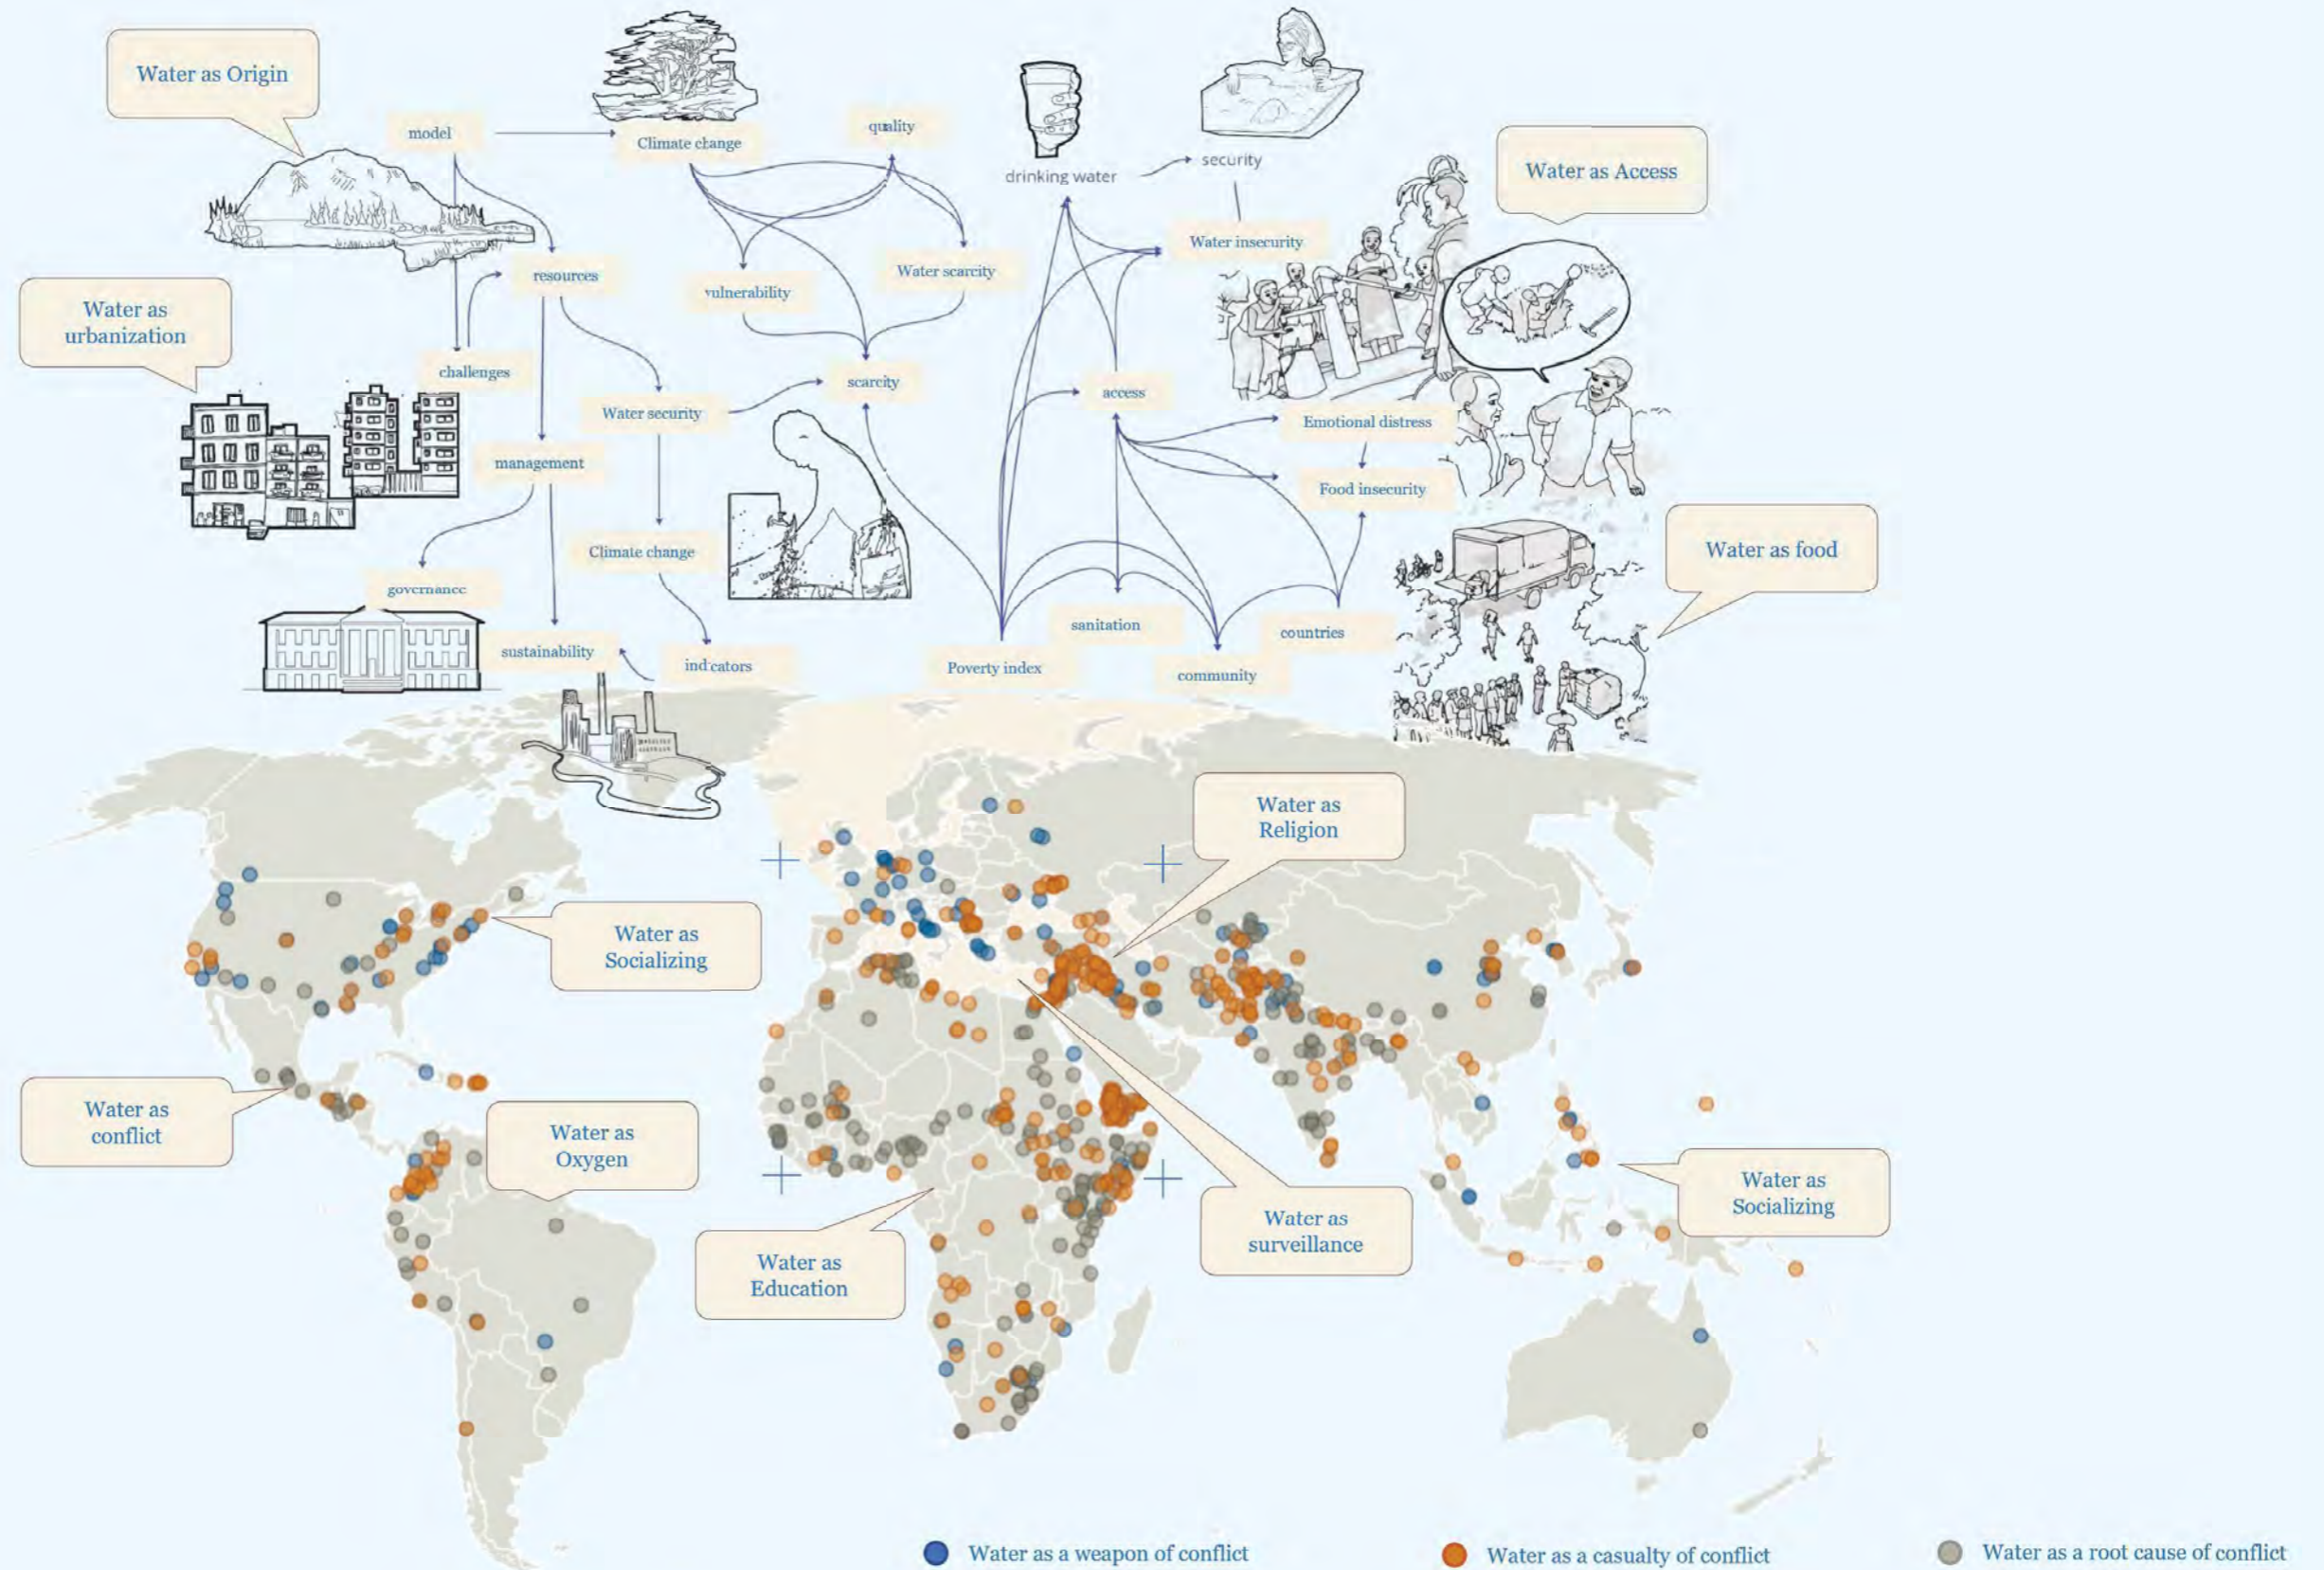 Water as Origin
model
Climate change
quality
drinking water
security
Water as Access
Water insecurity
resources
vulnerability
Water scarcity
Water as
urbanization
challenges
scarcity
access
Water security
Emotional distress
management
Food insecurity
Water as food
Climate change
governance
sanitation
countries
sustainability
indicators
Poverty index
community
Water as
Religion
Water as
Socializing
Water as
conflict
Water as
Oxygen
Water as
Socializing
Water as
surveillance
Water as
Education
Water as a weapon of conflict
Water as a casualty of conflict
Water as a root cause of conflict